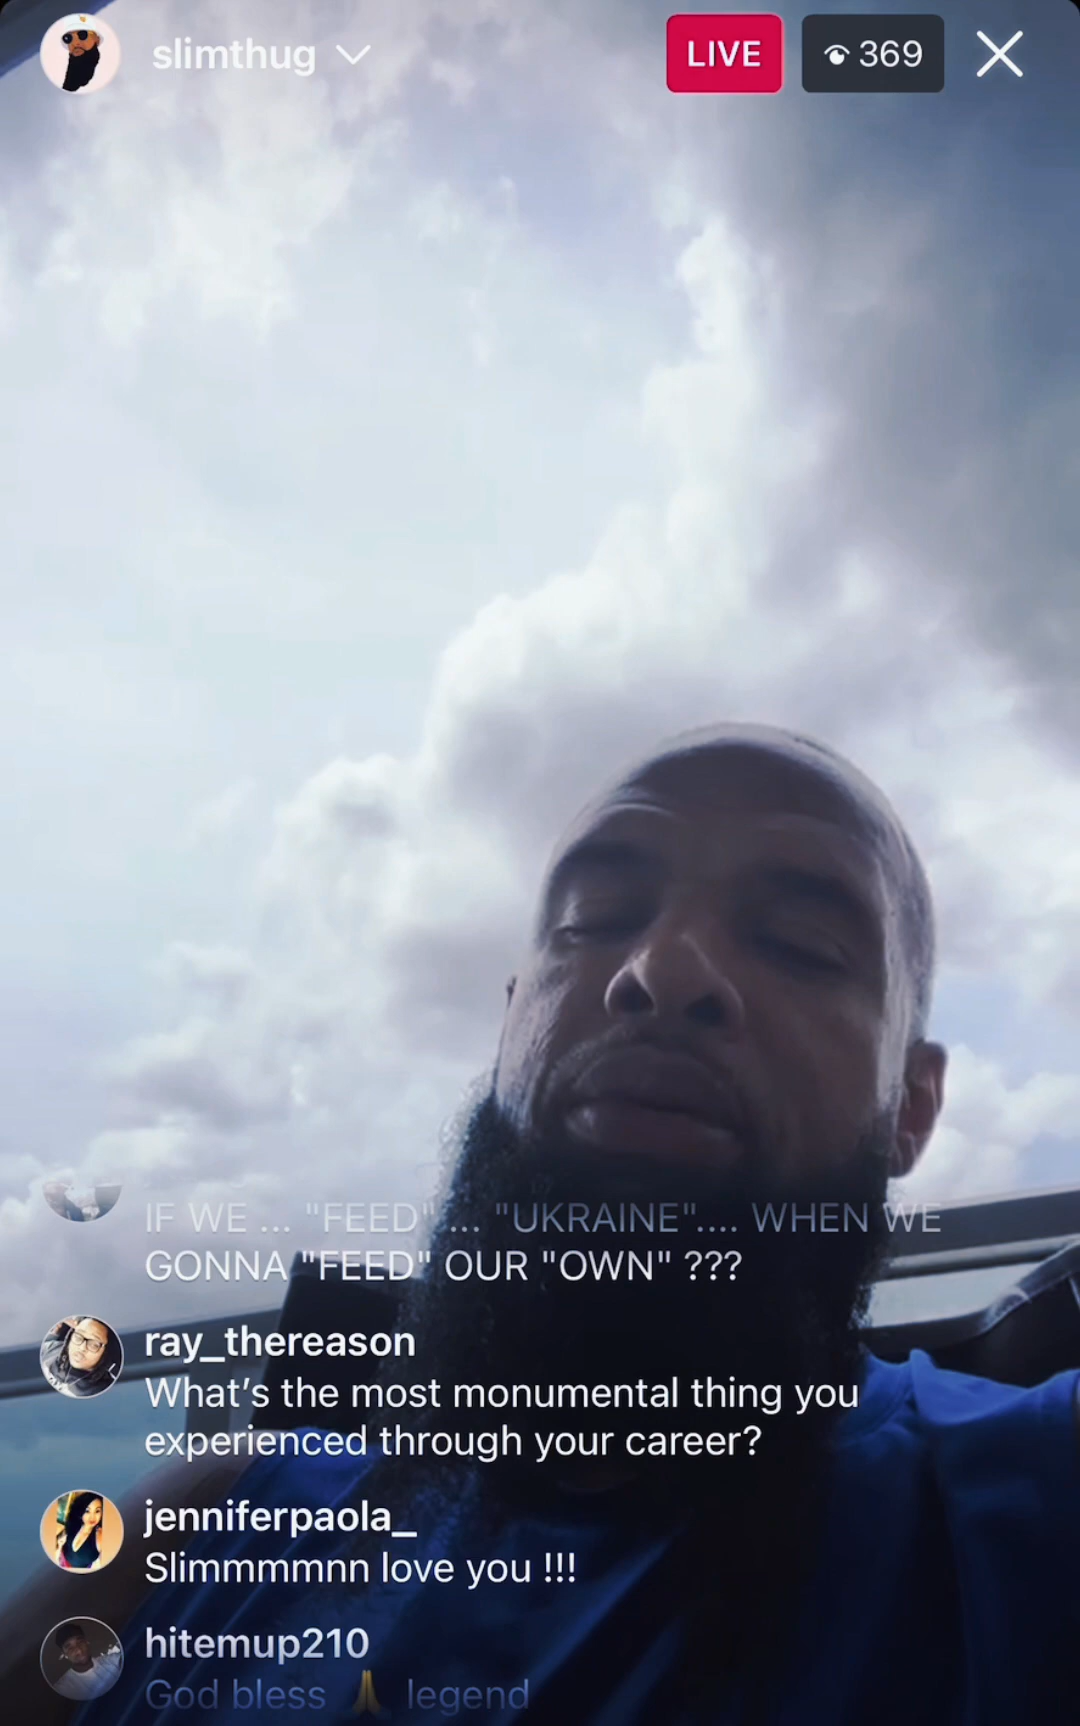 slimthug
LIVE
369
IF WE ... "FEED" ... "UKRAINE".... WHEN WE
GONNA "FEED" OUR "OWN" ???
ray_thereason
What's the most monumental thing you
experienced through your career?
jenniferpaola_
Slimmmmnn love you !!!
hitemup210
God bless 🙏 legend